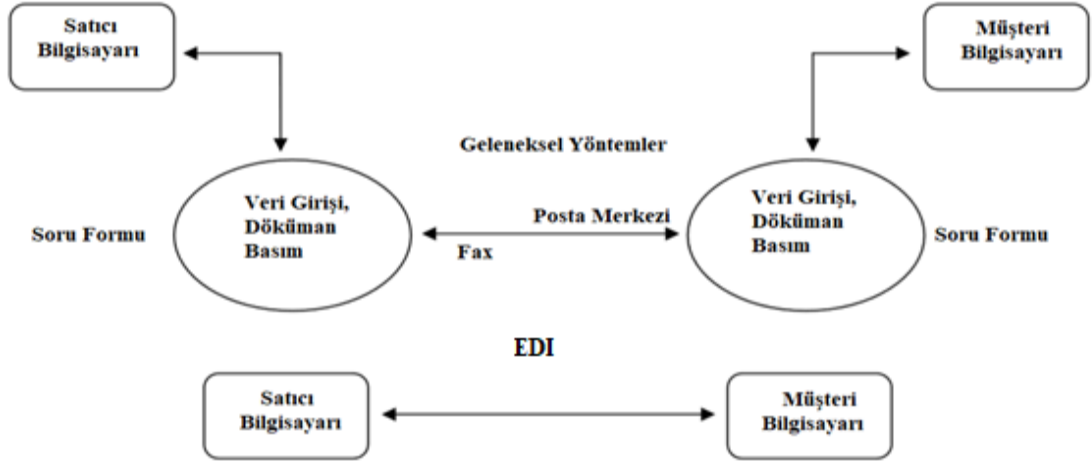 Satıcı
Bilgisayarı
Müşteri
Bilgisayarı
Geleneksel Yöntemler
Veri Girişi,
Döküman
Basım
Soru Formu
Posta Merkezi
Fax
Veri Girişi,
Döküman
Basım
Soru Formu
EDI
Satıcı
Bilgisayarı
Müşteri
Bilgisayarı